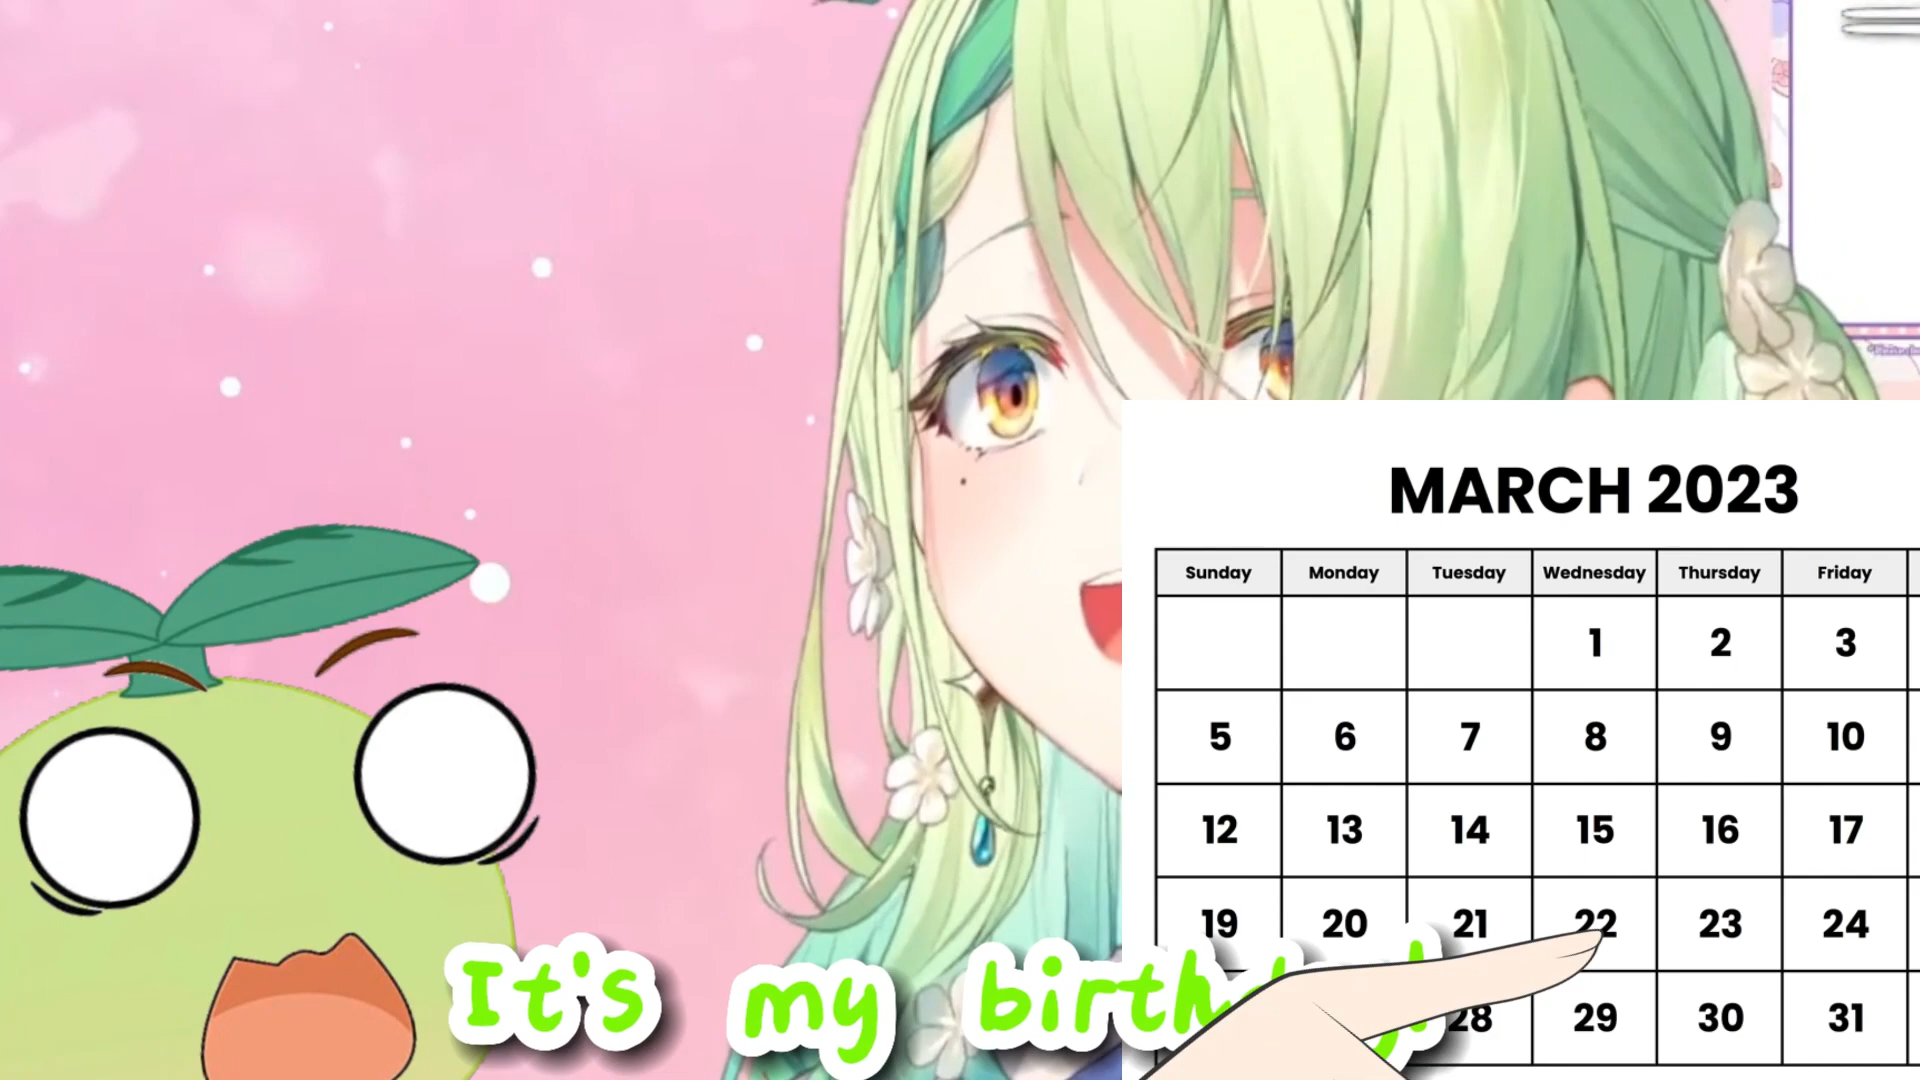 MARCH 2023
Sunday Monday Tuesday Wednesday Thursday Friday
1 2 3
5 6 7 8 9 10
12 13 14 15 16 17
19 20 21 22 23 24
28 29 30 31
It's my